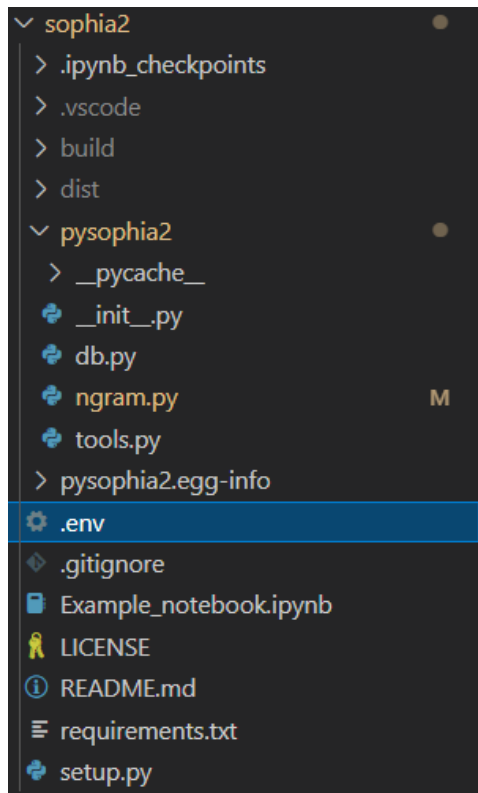 sophia2
.ipynb_checkpoints
.vscode
build
dist
pysophia2
__pycache__
__init__.py
db.py
ngram.py M
tools.py
pysophia2.egg-info
.env
.gitignore
Example_notebook.ipynb
LICENSE
README.md
requirements.txt
setup.py